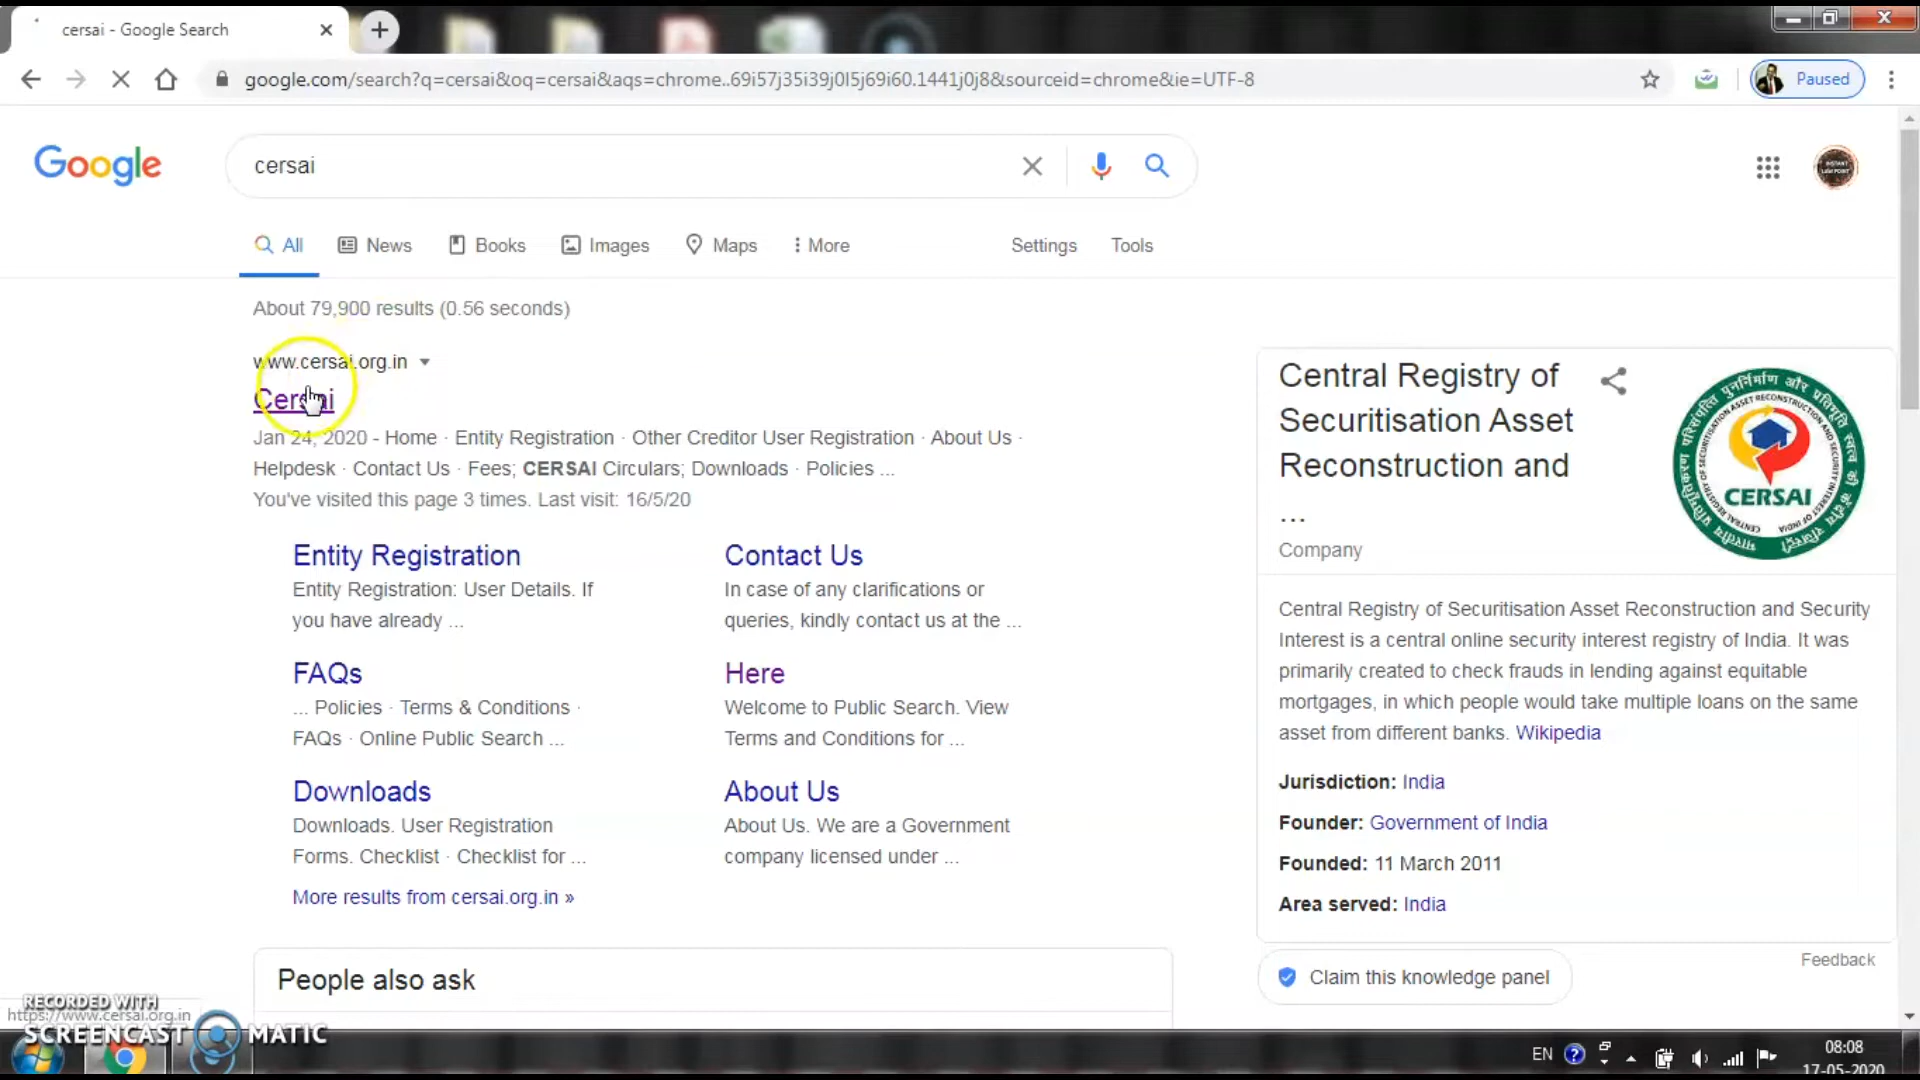 cersai - Google Search
google.com/search?q=cersai&oq=cersai&aqs=chrome..69i57j35i39j0l5j69i60.1441j0j8&sourceid=chrome&ie=UTF-8
Paused
Google
cersai
All News Books Images Maps More Settings Tools
About 79,900 results (0.56 seconds)
www.cersai.org.in
Cersai
Jan 24, 2020 - Home · Entity Registration · Other Creditor User Registration · About Us ·
Helpdesk · Contact Us · Fees; CERSAI Circulars; Downloads · Policies ...
You've visited this page 3 times. Last visit: 16/5/20
Entity Registration
Entity Registration: User Details. If
you have already ...
Contact Us
In case of any clarifications or
queries, kindly contact us at the ...
FAQs
... Policies · Terms & Conditions ·
FAQs · Online Public Search ...
Here
Welcome to Public Search. View
Terms and Conditions for ...
Downloads
Downloads. User Registration
Forms. Checklist · Checklist for ...
About Us
About Us. We are a Government
company licensed under ...
More results from cersai.org.in »
People also ask
Central Registry of
Securitisation Asset
Reconstruction and
...
Company
CERSAI
Central Registry of Securitisation Asset Reconstruction and Security
Interest is a central online security interest registry of India. It was
primarily created to check frauds in lending against equitable
mortgages, in which people would take multiple loans on the same
asset from different banks. Wikipedia
Jurisdiction: India
Founder: Government of India
Founded: 11 March 2011
Area served: India
Feedback
Claim this knowledge panel
RECORDED WITH
https://www.cersai.org.in
SCREENCAST MATIC
EN
08:08
17-05-2020